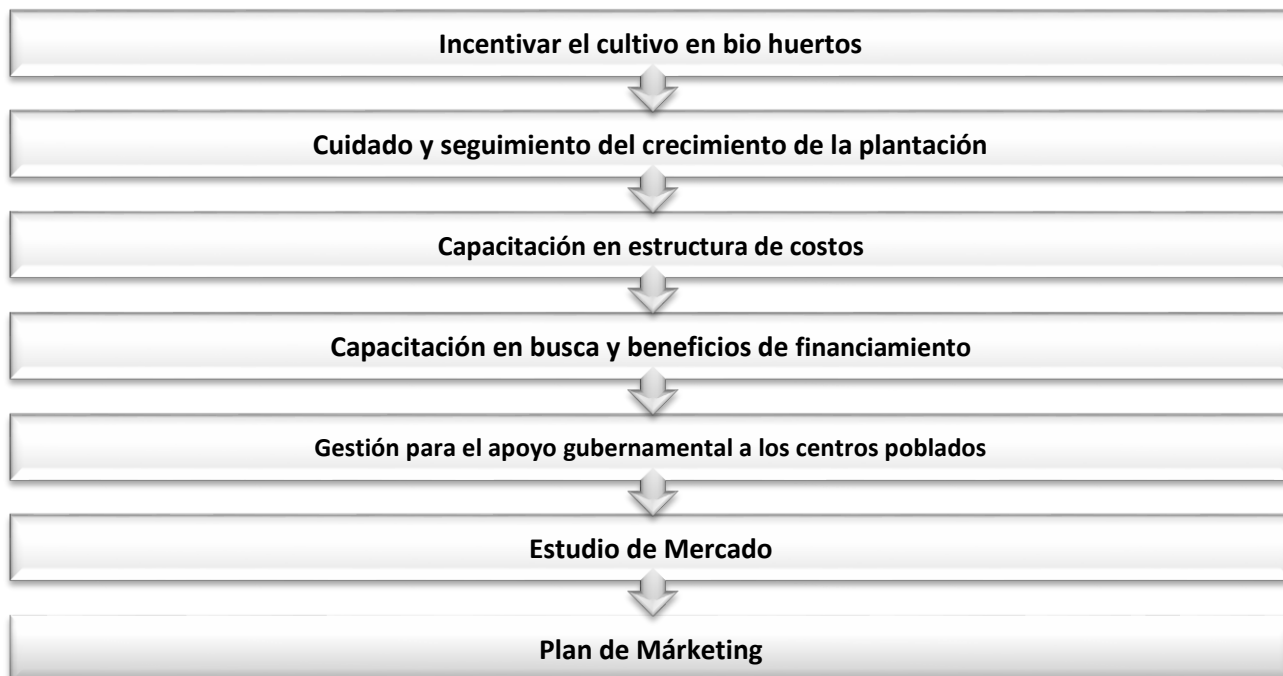 Incentivar el cultivo en bio huertos
Cuidado y seguimiento del crecimiento de la plantación
Capacitación en estructura de costos
Capacitación en busca y beneficios de financiamiento
Gestión para el apoyo gubernamental a los centros poblados
Estudio de Mercado
Plan de Márketing